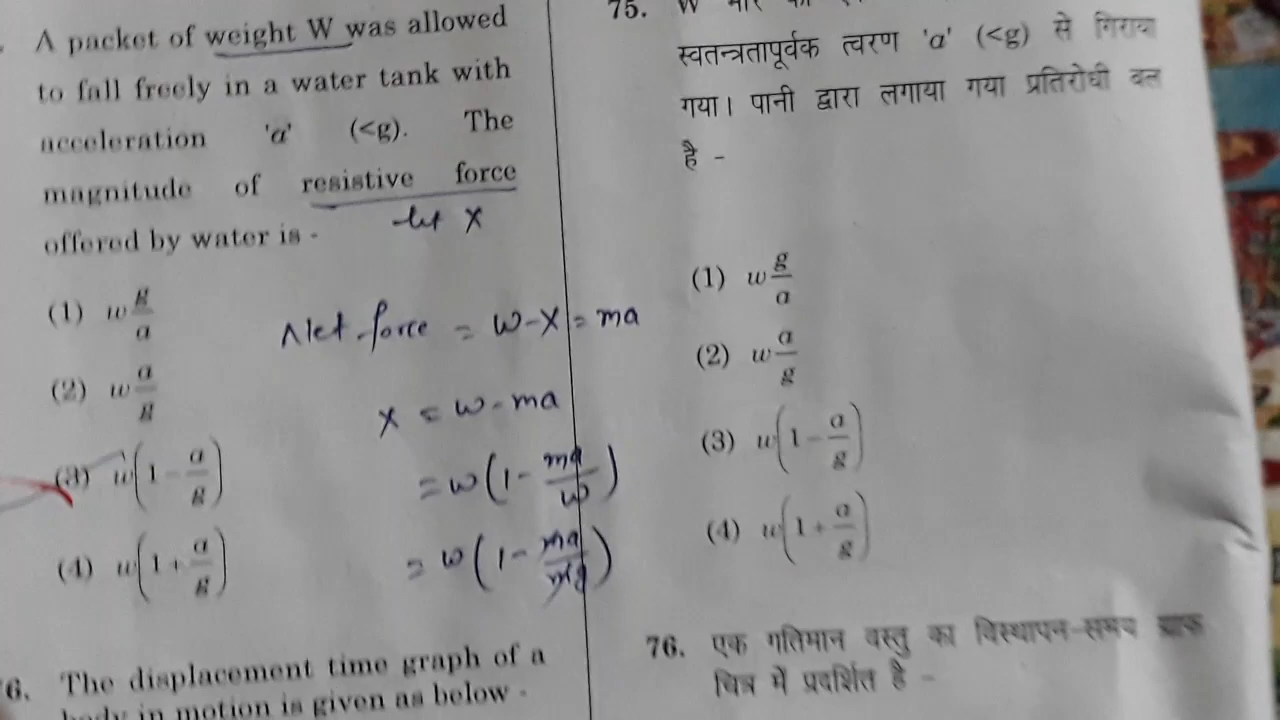 A packet of weight W was allowed
to fall freely in a water tank with
acceleration 'a' (<g). The
magnitude of resistive force
offered by water is -
let X
(1) w g/a
(2) w a/g
(3) w(1 - a/g)
(4) w(1 + a/g)
Net force = W-X = ma
X = W-ma
= W(1 - ma/W)
= W(1 - ma/mg)
6. The displacement time graph of a
body in motion is given as below -
75. W भार
स्वतन्त्रतापूर्वक त्वरण 'a' (<g) से गिराया
गया। पानी द्वारा लगाया गया प्रतिरोधी बल
है -
(1) w g/a
(2) w a/g
(3) w(1 - a/g)
(4) w(1 + a/g)
76. एक गतिमान वस्तु का विस्थापन-समय ग्राफ
चित्र में प्रदर्शित है -